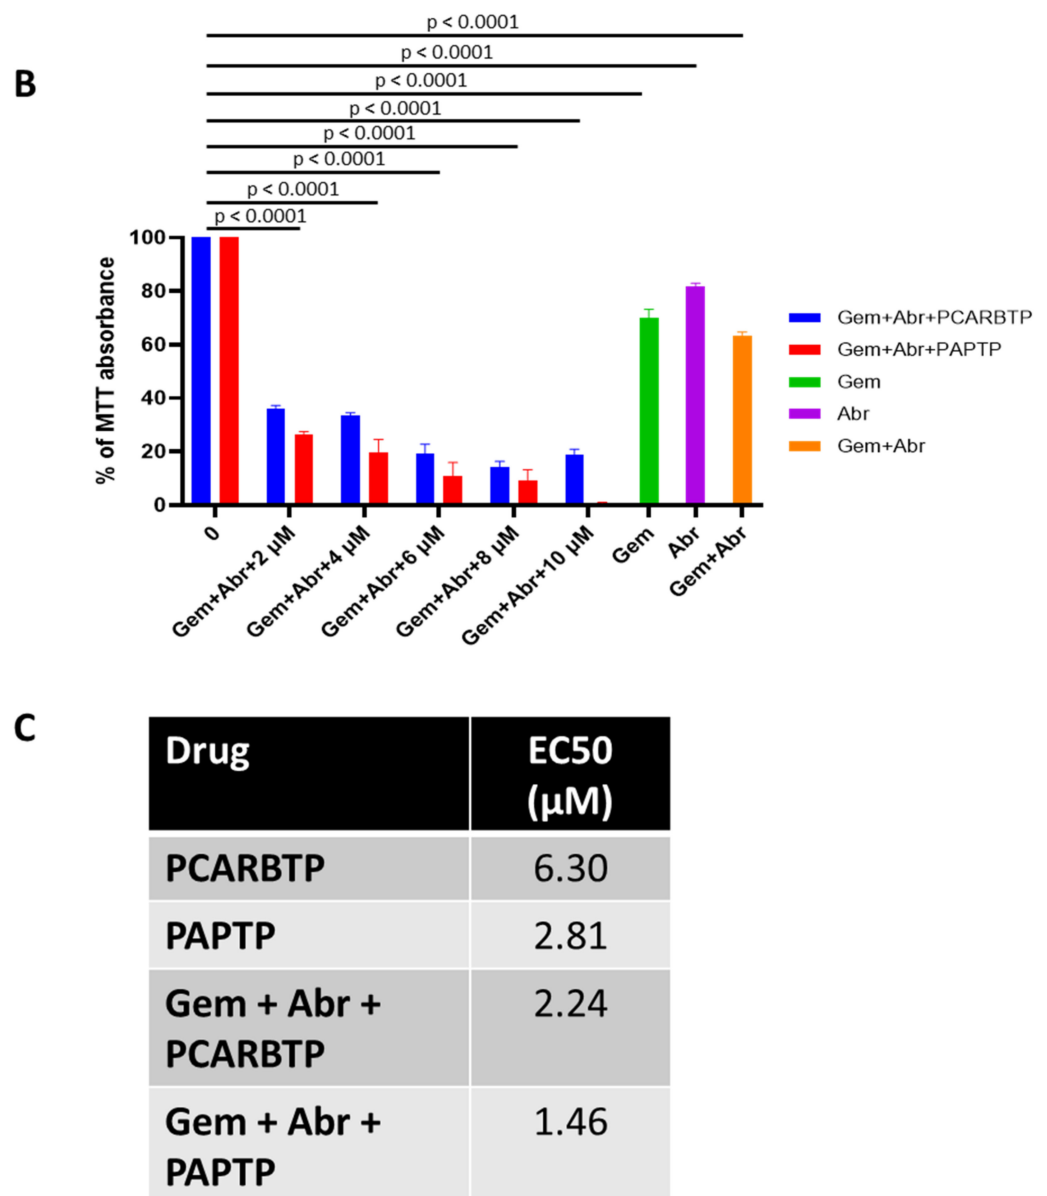 p < 0.0001
p < 0.0001
p < 0.0001
p < 0.0001
p < 0.0001
p < 0.0001
p < 0.0001
p < 0.0001
B
% of MTT absorbance
100
80
60
40
20
0
0
Gem+Abr+2 µM
Gem+Abr+4 µM
Gem+Abr+6 µM
Gem+Abr+8 µM
Gem+Abr+10 µM
Gem
Abr
Gem+Abr
Gem+Abr+PCARBTP
Gem+Abr+PAPTP
Gem
Abr
Gem+Abr
C
Drug EC50
(µM)
PCARBTP 6.30
PAPTP 2.81
Gem + Abr + 2.24
PCARBTP
Gem + Abr + 1.46
PAPTP